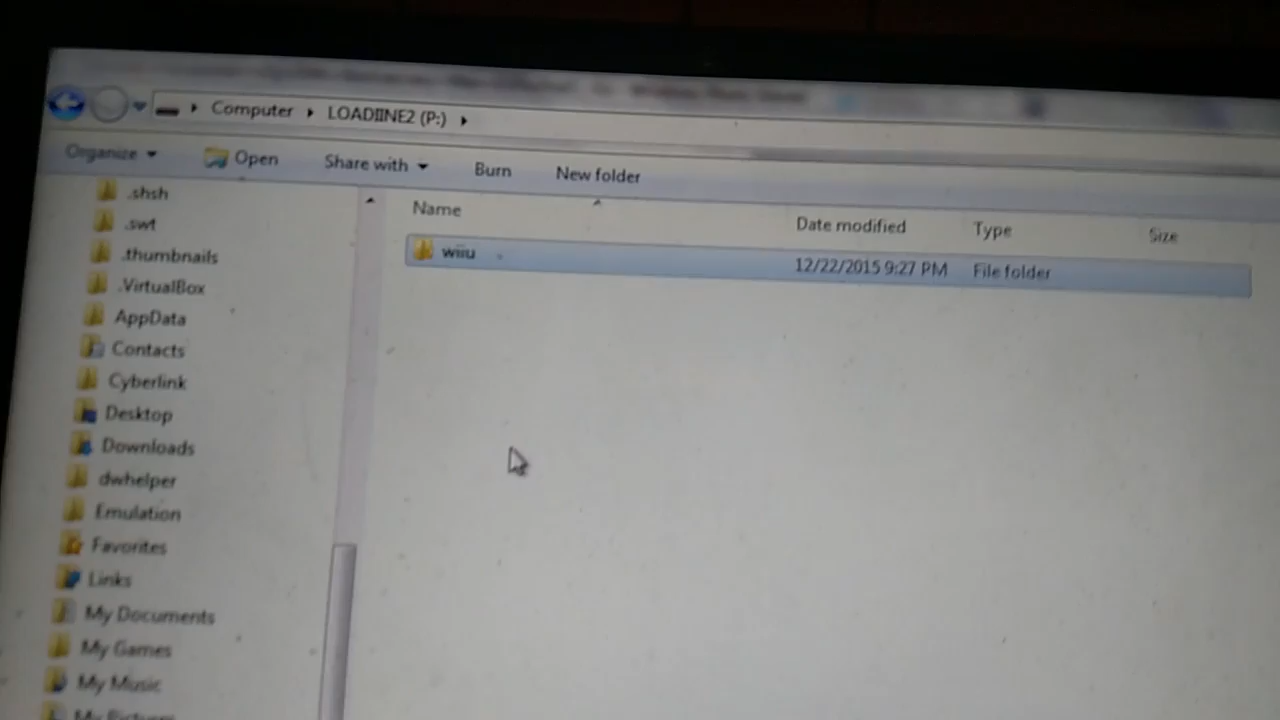 Computer LOADIINE2 (P:)
Organize Open Share with Burn New folder
Name Date modified Type Size
wiiu 12/22/2015 9:27 PM File folder
.shsh
.swt
.thumbnails
.VirtualBox
AppData
Contacts
Cyberlink
Desktop
Downloads
dwhelper
Emulation
Favorites
Links
My Documents
My Games
My Music
My Pictures